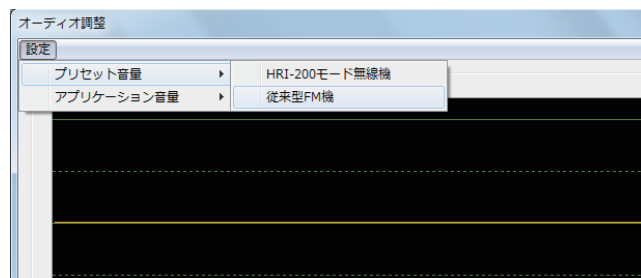 オーディオ調整
設定
プリセット音量
HRI-200モード無線機
アプリケーション音量
従来型FM機